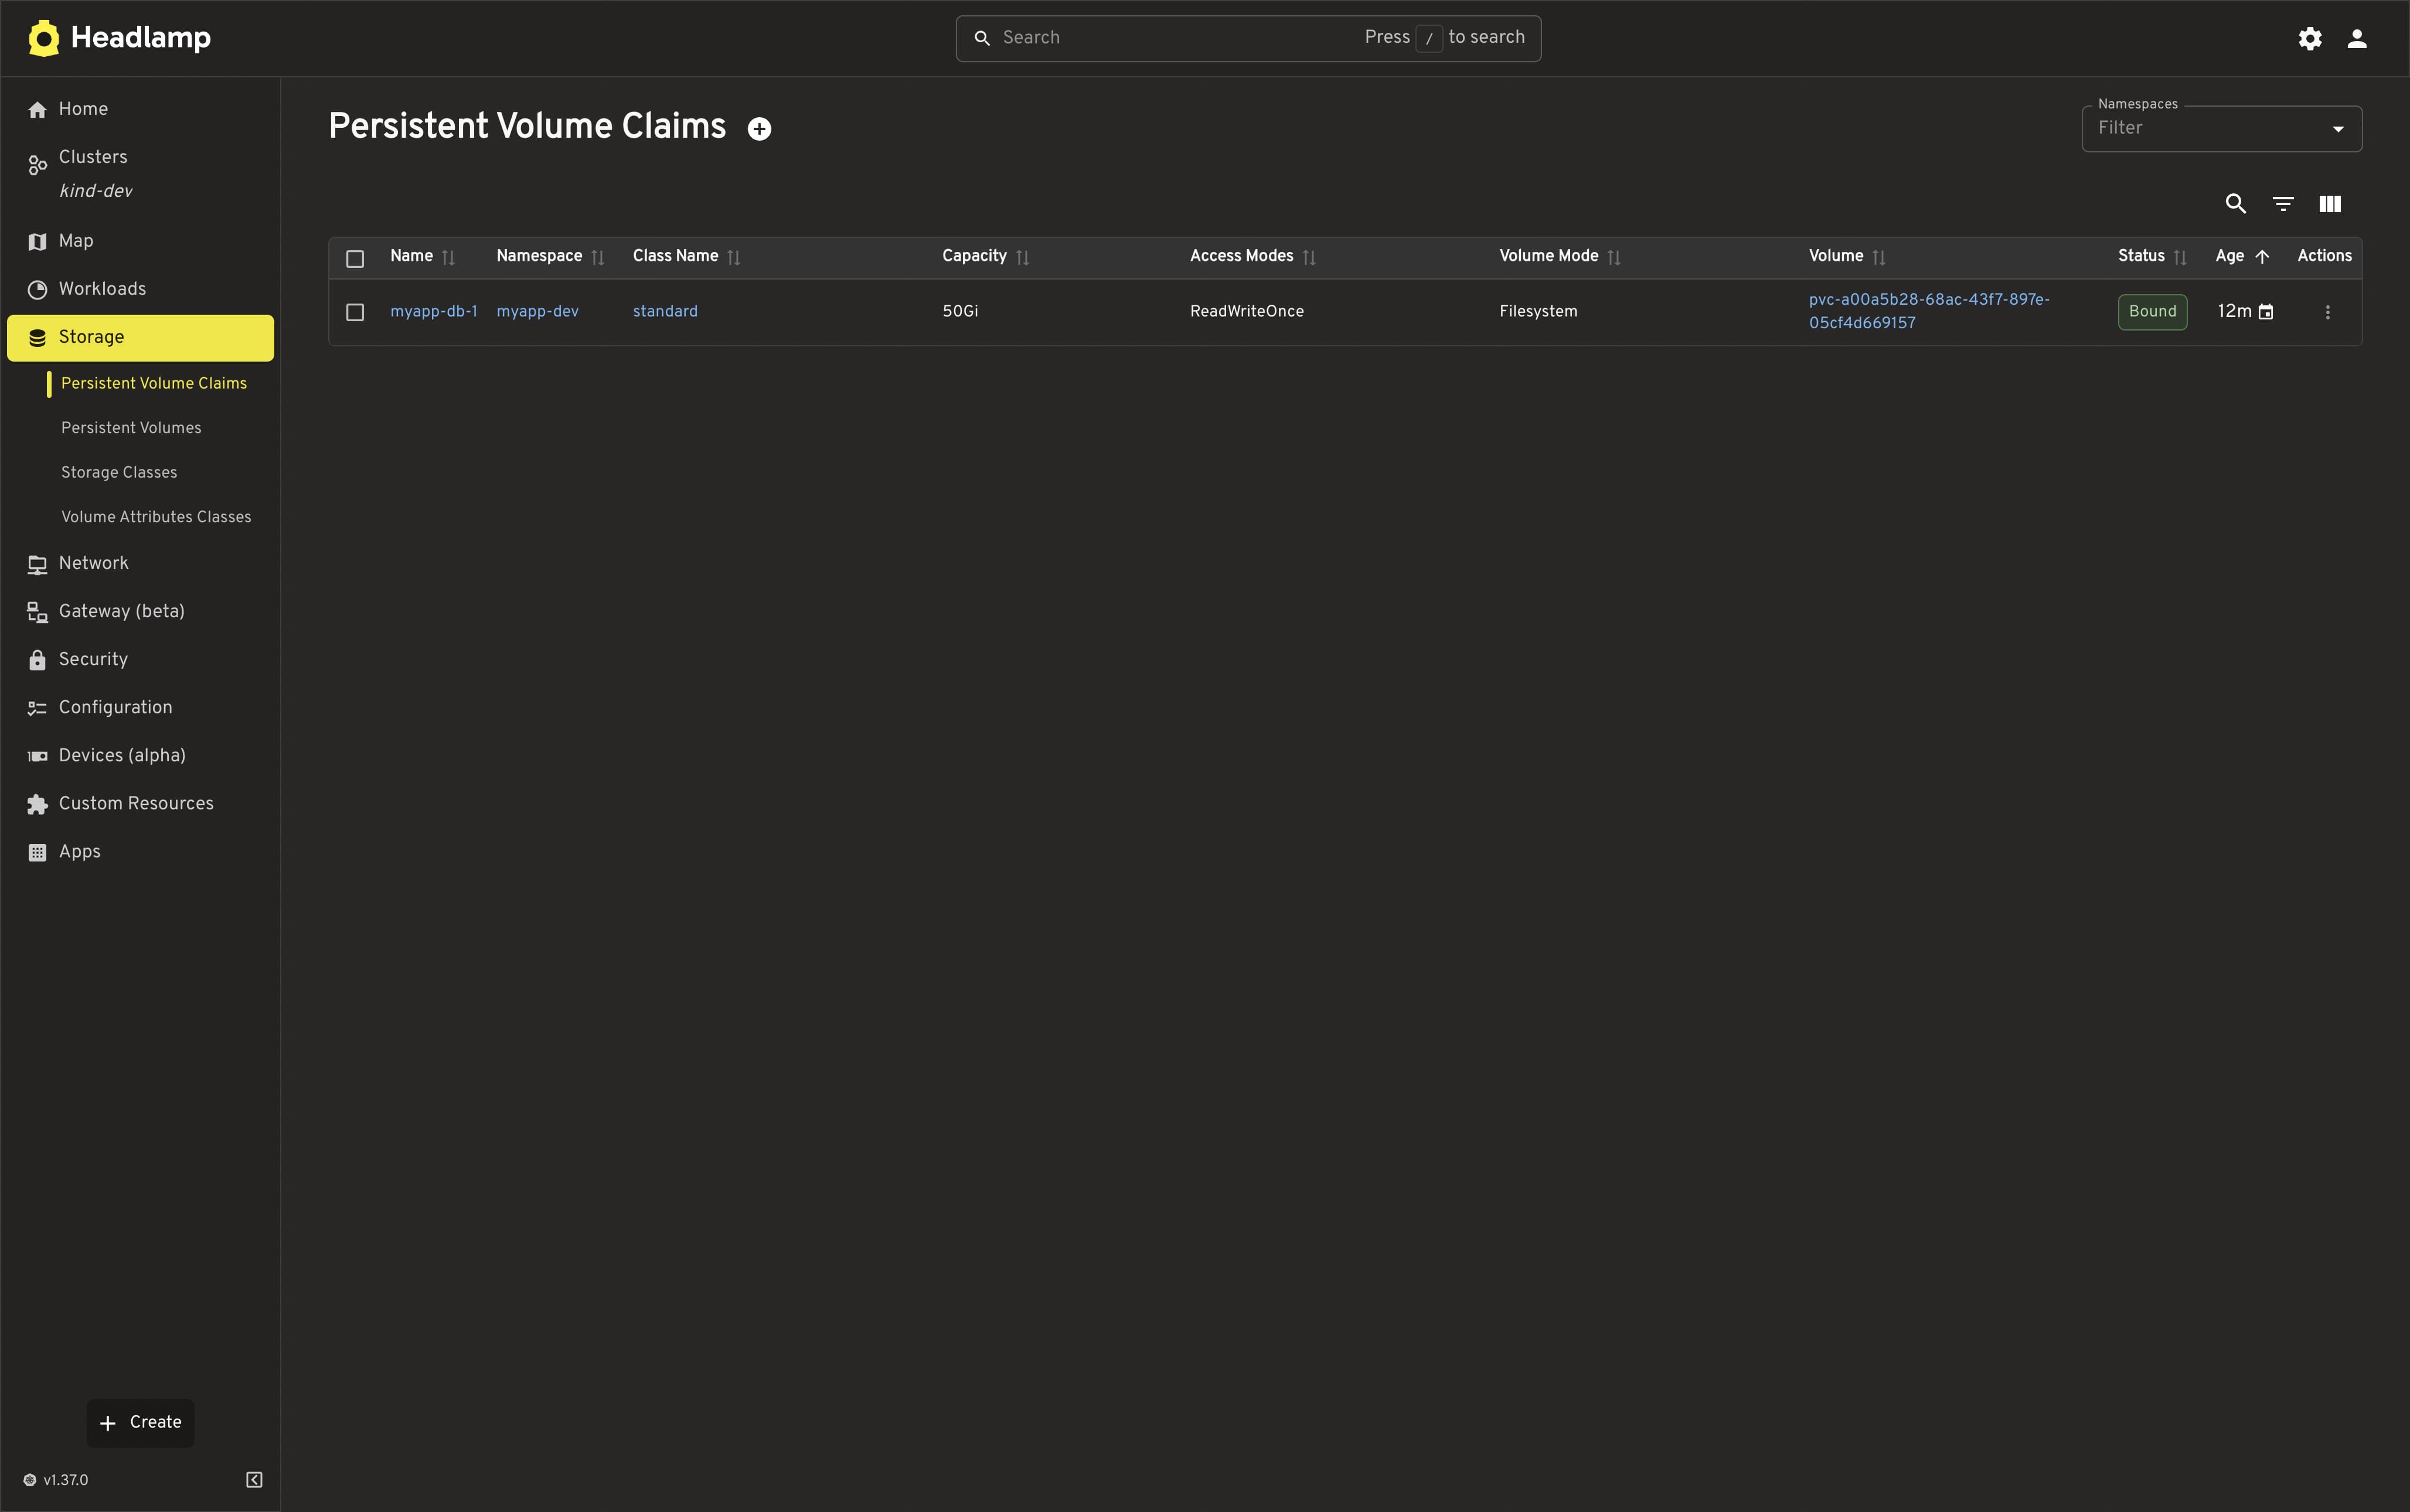 Headlamp
Search
Press / to search
Home
Clusters
kind-dev
Map
Workloads
Storage
Persistent Volume Claims
Persistent Volumes
Storage Classes
Volume Attributes Classes
Network
Gateway (beta)
Security
Configuration
Devices (alpha)
Custom Resources
Apps
Create
v1.37.0
Persistent Volume Claims
Namespaces
Filter
Name Namespace Class Name Capacity Access Modes Volume Mode Volume Status Age Actions
myapp-db-1 myapp-dev standard 50Gi ReadWriteOnce Filesystem pvc-a00a5b28-68ac-43f7-897e- Bound 12m
05cf4d669157